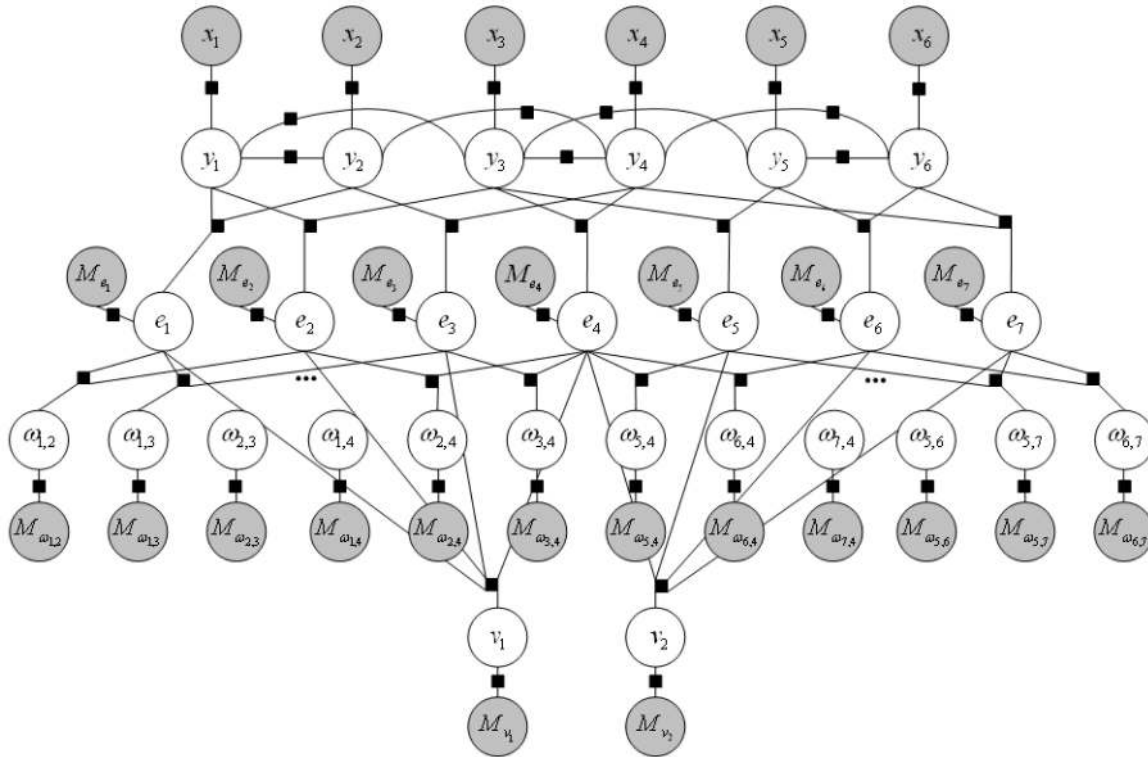 x1 x2 x3 x4 x5 x6
y1 y2 y3 y4 y5 y6
Me1 Me2 Me3 Me4 Me5 Me6 Me7
e1 e2 e3 e4 e5 e6 e7
... ...
ω1,2 ω1,3 ω2,3 ω1,4 ω2,4 ω3,4 ω5,4 ω6,4 ω7,4 ω5,6 ω5,7 ω6,7
Mω1,2 Mω1,3 Mω2,3 Mω1,4 Mω2,4 Mω3,4 Mω5,4 Mω6,4 Mω7,4 Mω5,6 Mω5,7 Mω6,7
v1 v2
Mv1 Mv2